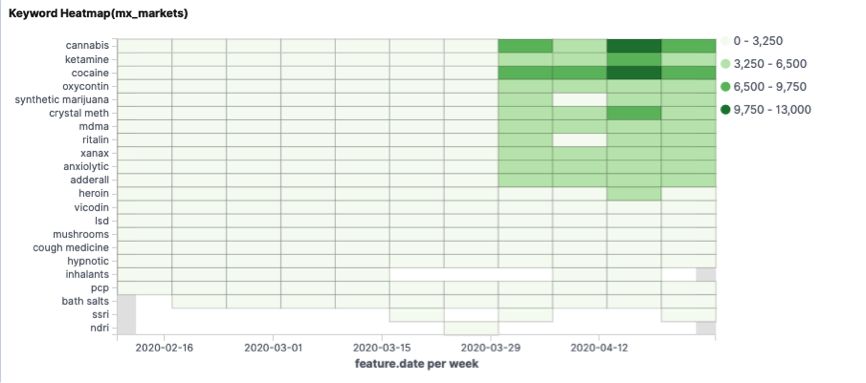 Keyword Heatmap(mx_markets)
cannabis
ketamine
cocaine
oxycontin
synthetic marijuana
crystal meth
mdma
ritalin
xanax
anxiolytic
adderall
heroin
vicodin
lsd
mushrooms
cough medicine
hypnotic
inhalants
pcp
bath salts
ssri
ndri
0 - 3,250
3,250 - 6,500
6,500 - 9,750
9,750 - 13,000
2020-02-16 2020-03-01 2020-03-15 2020-03-29 2020-04-12
feature.date per week